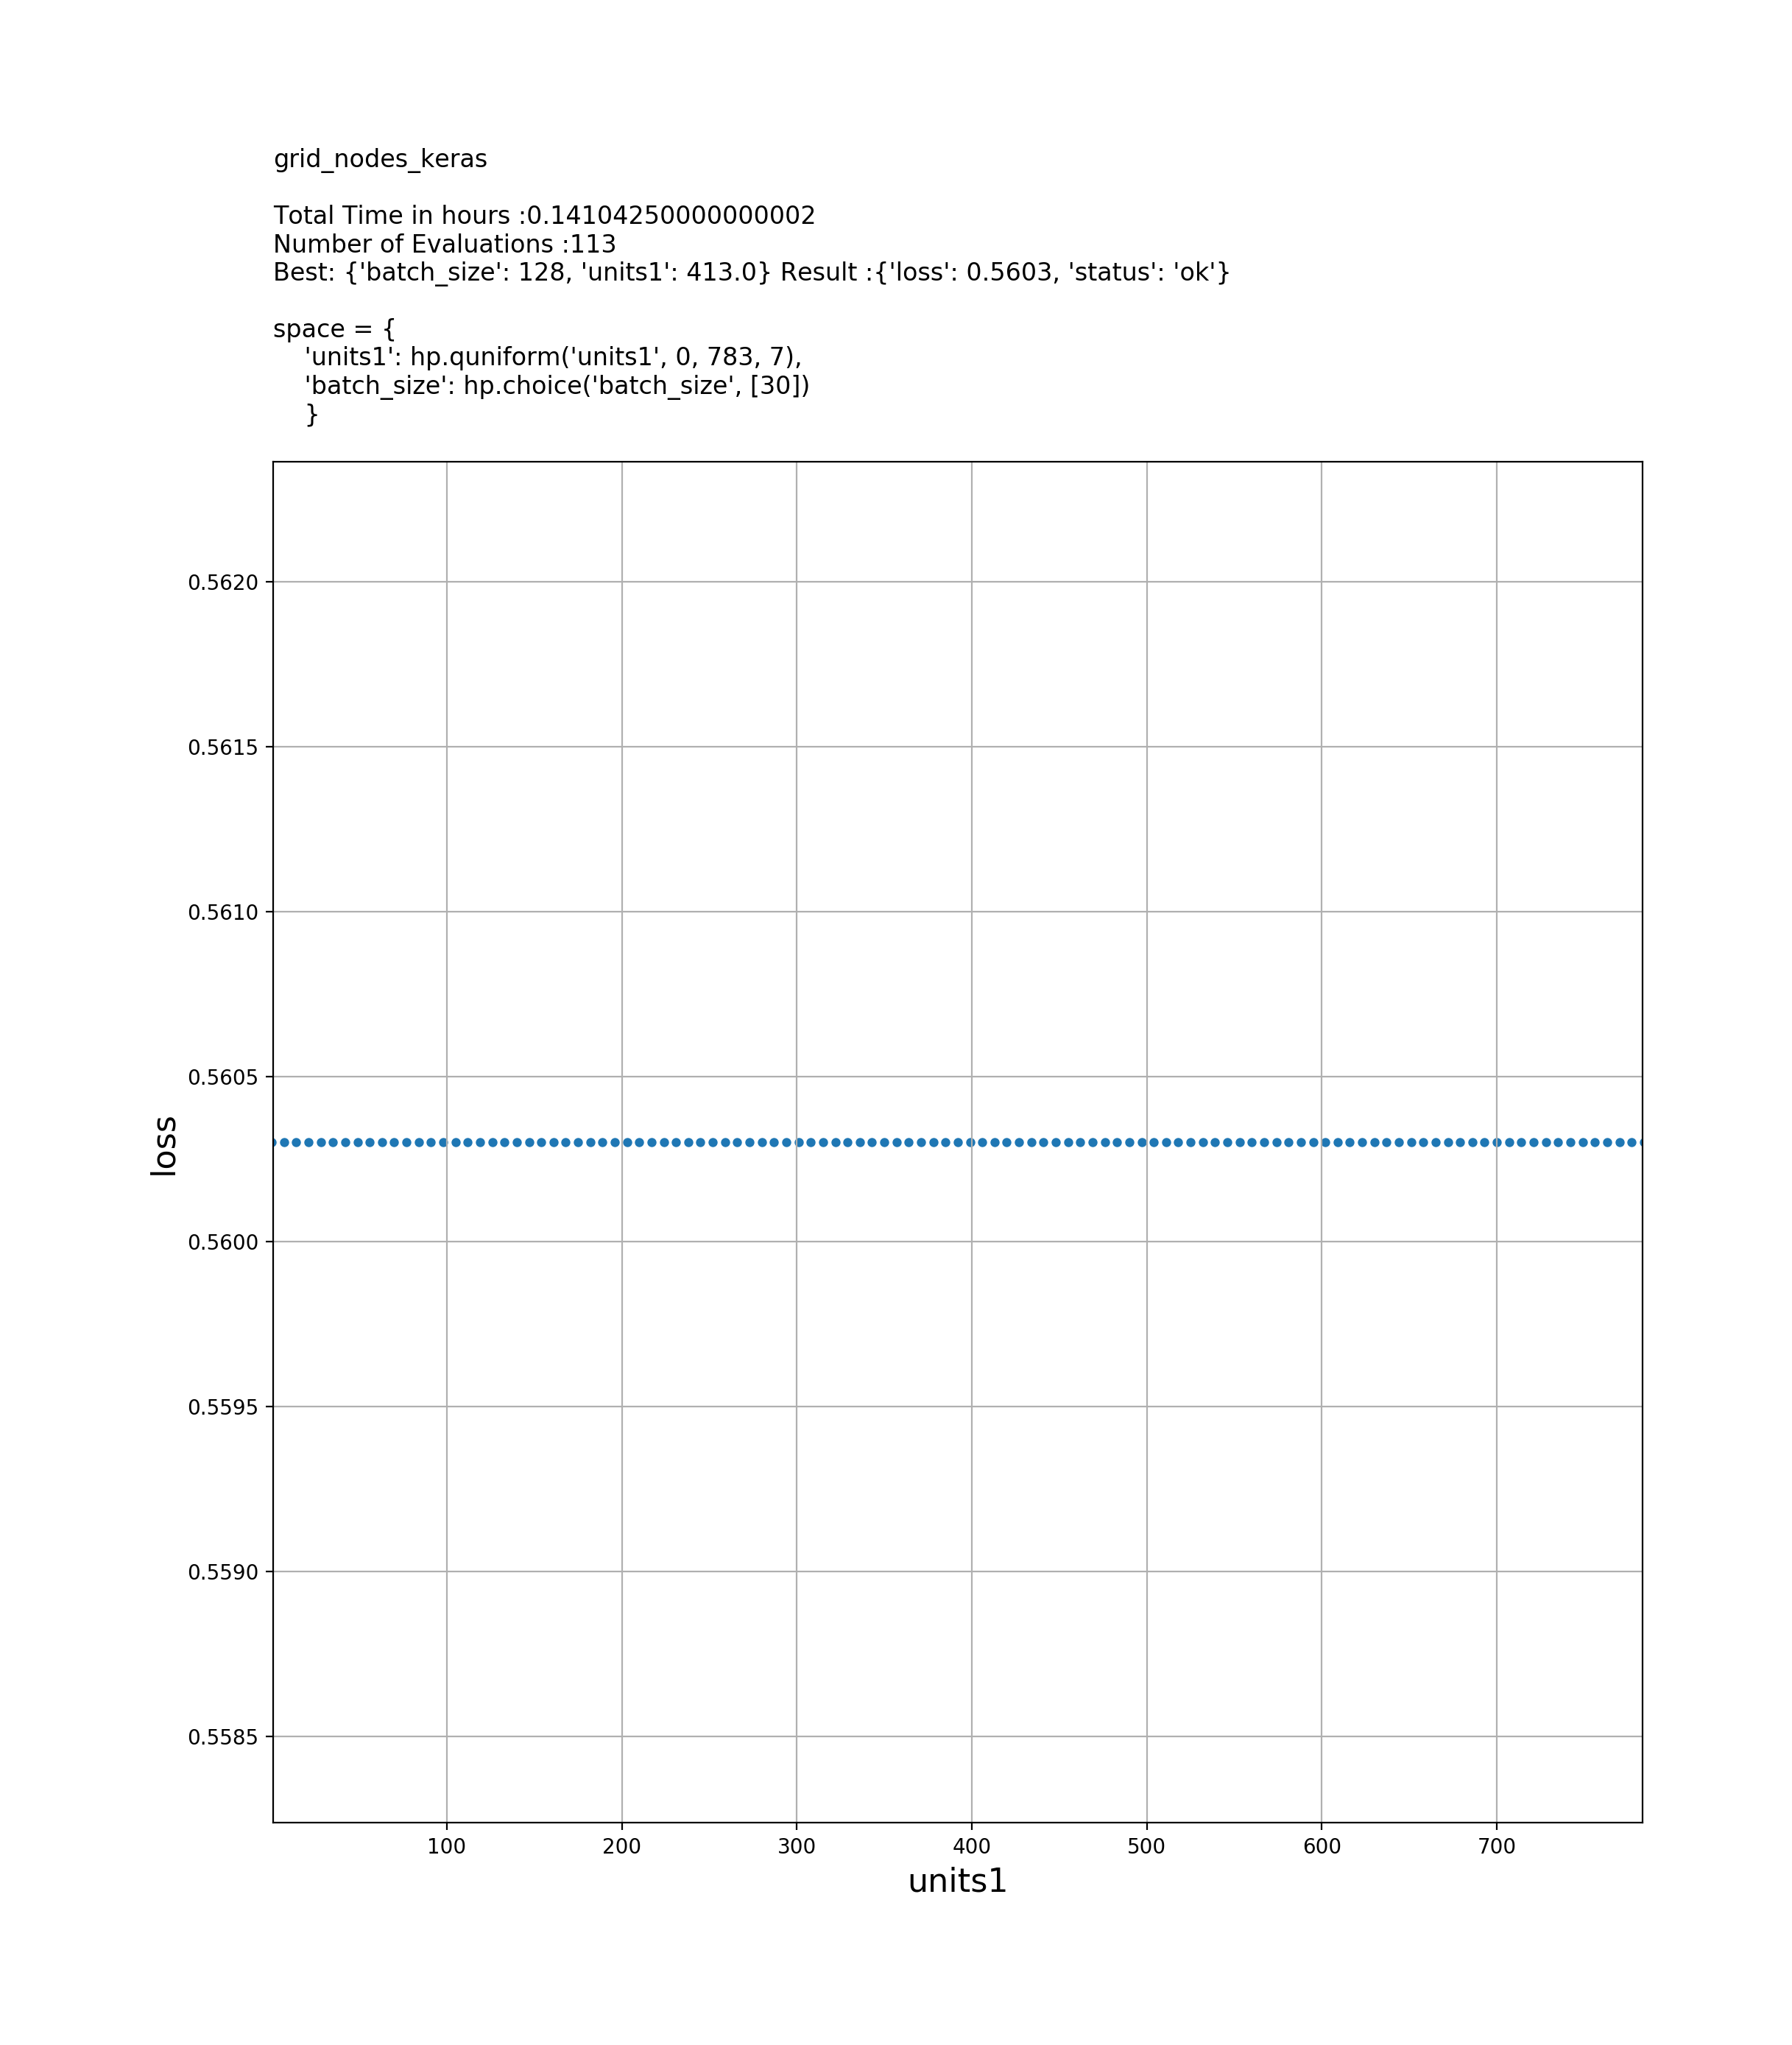 grid_nodes_keras
Total Time in hours :0.14104250000000002
Number of Evaluations :113
Best: {'batch_size': 128, 'units1': 413.0} Result :{'loss': 0.5603, 'status': 'ok'}
space = {
'units1': hp.quniform('units1', 0, 783, 7),
'batch_size': hp.choice('batch_size', [30])
}
0.5620
0.5615
0.5610
0.5605
loss
0.5600
0.5595
0.5590
0.5585
100 200 300 400 500 600 700
units1